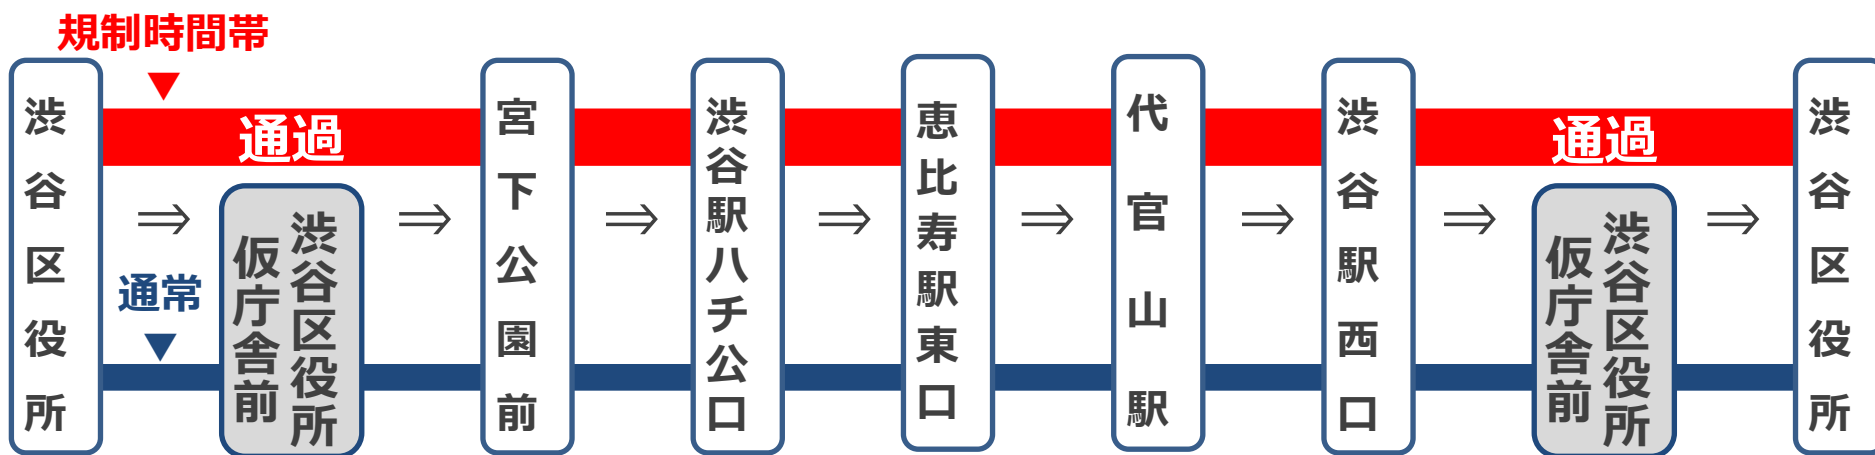 規制時間帯
渋谷区役所
通過
⇒
渋谷区役所
仮庁舎前
⇒
宮下公園前
⇒
渋谷駅ハチ公口
⇒
恵比寿駅東口
⇒
代官山駅
⇒
渋谷駅西口
通過
⇒
渋谷区役所
仮庁舎前
⇒
渋谷区役所
通常